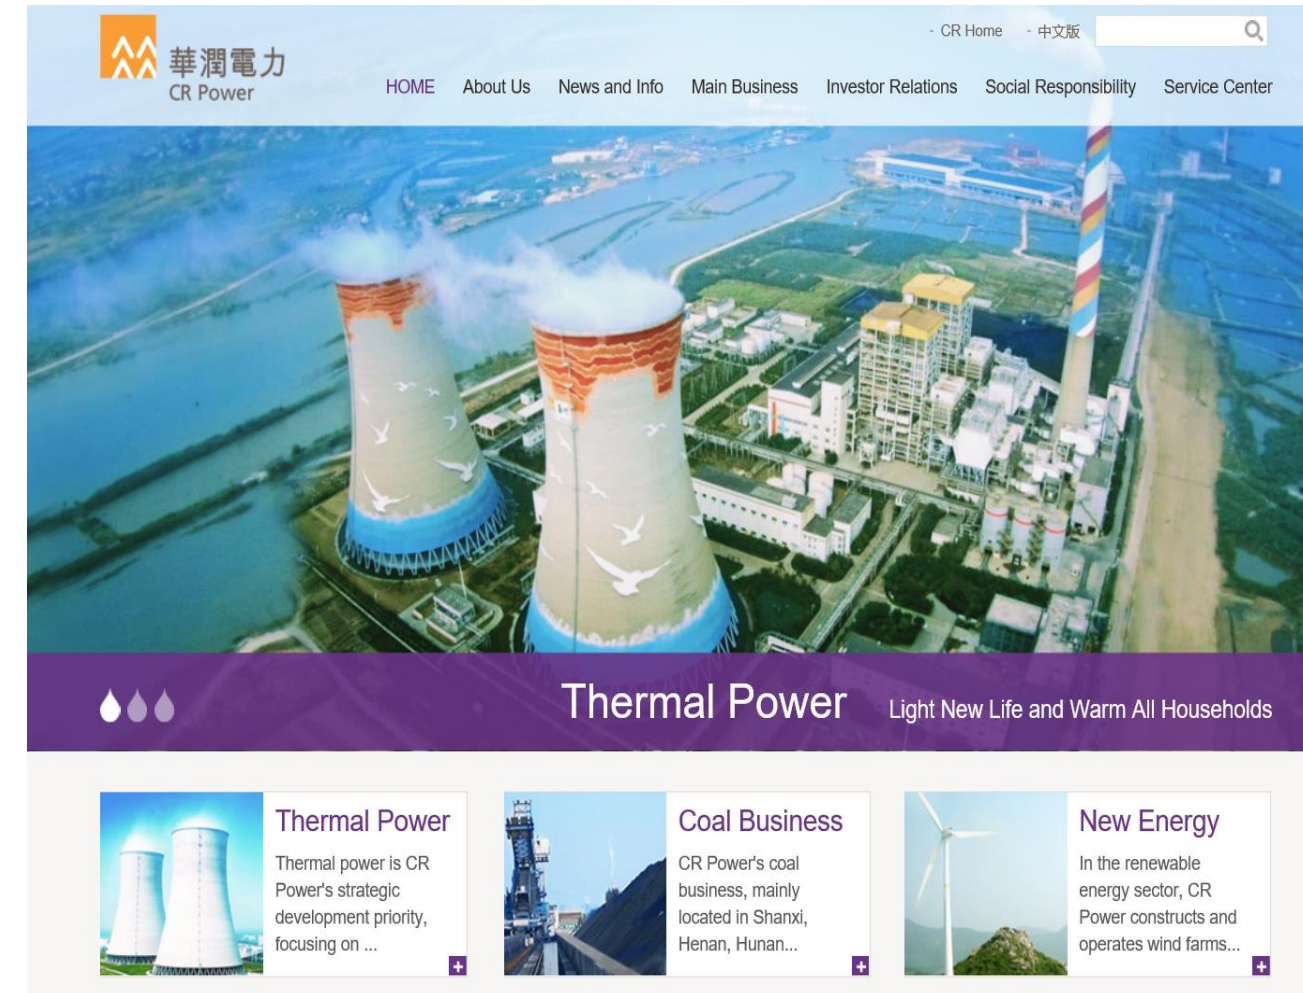 - CR Home - 中文版
華潤電力
CR Power
HOME About Us News and Info Main Business Investor Relations Social Responsibility Service Center
Thermal Power Light New Life and Warm All Households
Thermal Power
Thermal power is CR
Power's strategic
development priority,
focusing on ...
Coal Business
CR Power's coal
business, mainly
located in Shanxi,
Henan, Hunan...
New Energy
In the renewable
energy sector, CR
Power constructs and
operates wind farms...